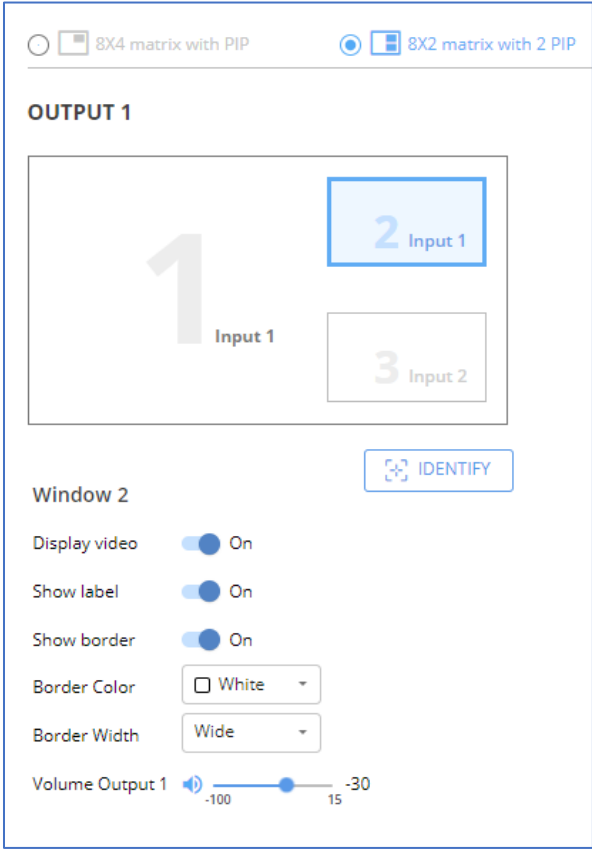 8X4 matrix with PIP
8X2 matrix with 2 PIP
OUTPUT 1
1 Input 1
2 Input 1
3 Input 2
IDENTIFY
Window 2
Display video On
Show label On
Show border On
Border Color White
Border Width Wide
Volume Output 1 -30
-100 15